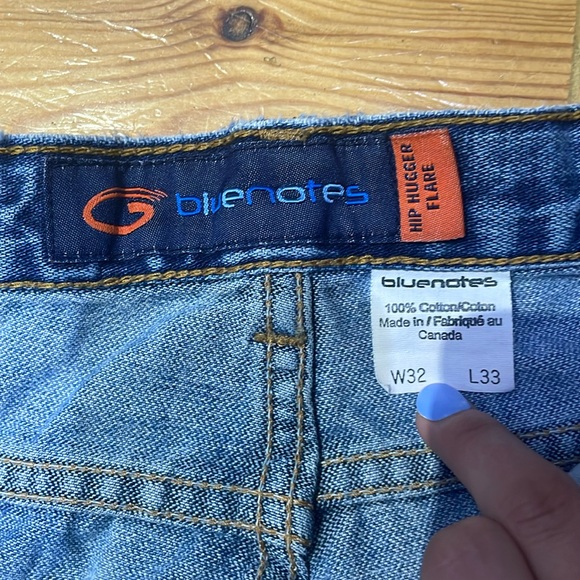 bluenotes
HIP HUGGER
FLARE
bluenotes
100% Cotton/Coton
Made in / Fabriqué au
Canada
W32 L33